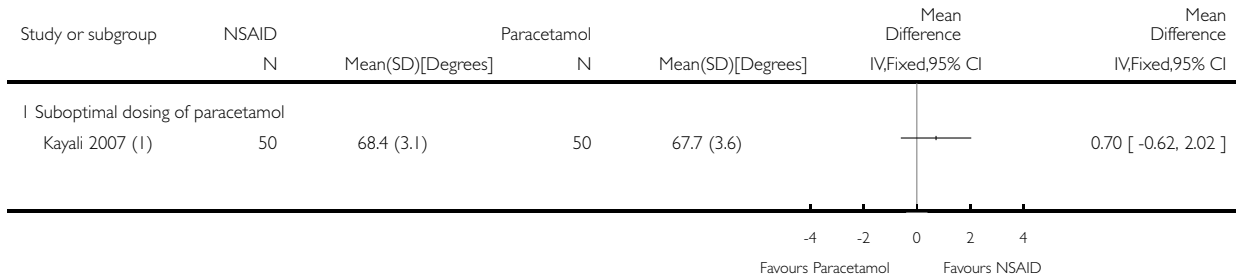 Study or subgroup NSAID Paracetamol Mean Difference Mean Difference
N Mean(SD)[Degrees] N Mean(SD)[Degrees] IV,Fixed,95% CI IV,Fixed,95% CI
1 Suboptimal dosing of paracetamol
Kayali 2007 (1) 50 68.4 (3.1) 50 67.7 (3.6) 0.70 [ -0.62, 2.02 ]
-4 -2 0 2 4
Favours Paracetamol Favours NSAID